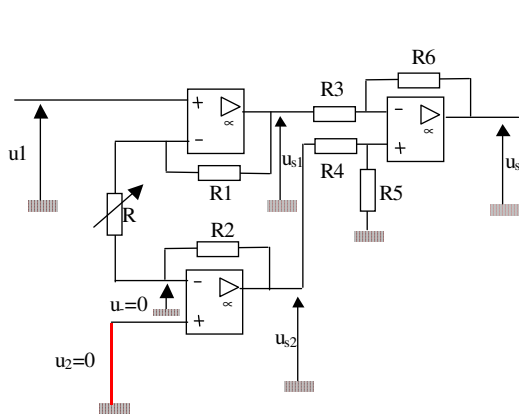 R6
R3
+
∝
−
∝
−
+
u1
R1
us1
R4
R5
us
R
R2
−
∝
+
u-=0
us2
u2=0